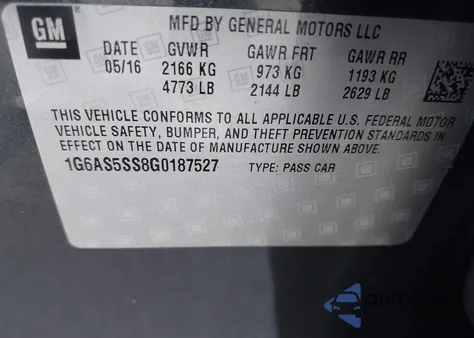 GM
MFD BY GENERAL MOTORS LLC
DATE GVWR GAWR FRT GAWR RR
05/16 2166 KG 973 KG 1193 KG
4773 LB 2144 LB 2629 LB
THIS VEHICLE CONFORMS TO ALL APPLICABLE U.S. FEDERAL MOTOR
VEHICLE SAFETY, BUMPER, AND THEFT PREVENTION STANDARDS IN
EFFECT ON THE DATE OF MANUFACTURE SHOWN ABOVE.
1G6AS5SS8G0187527 TYPE: PASS CAR